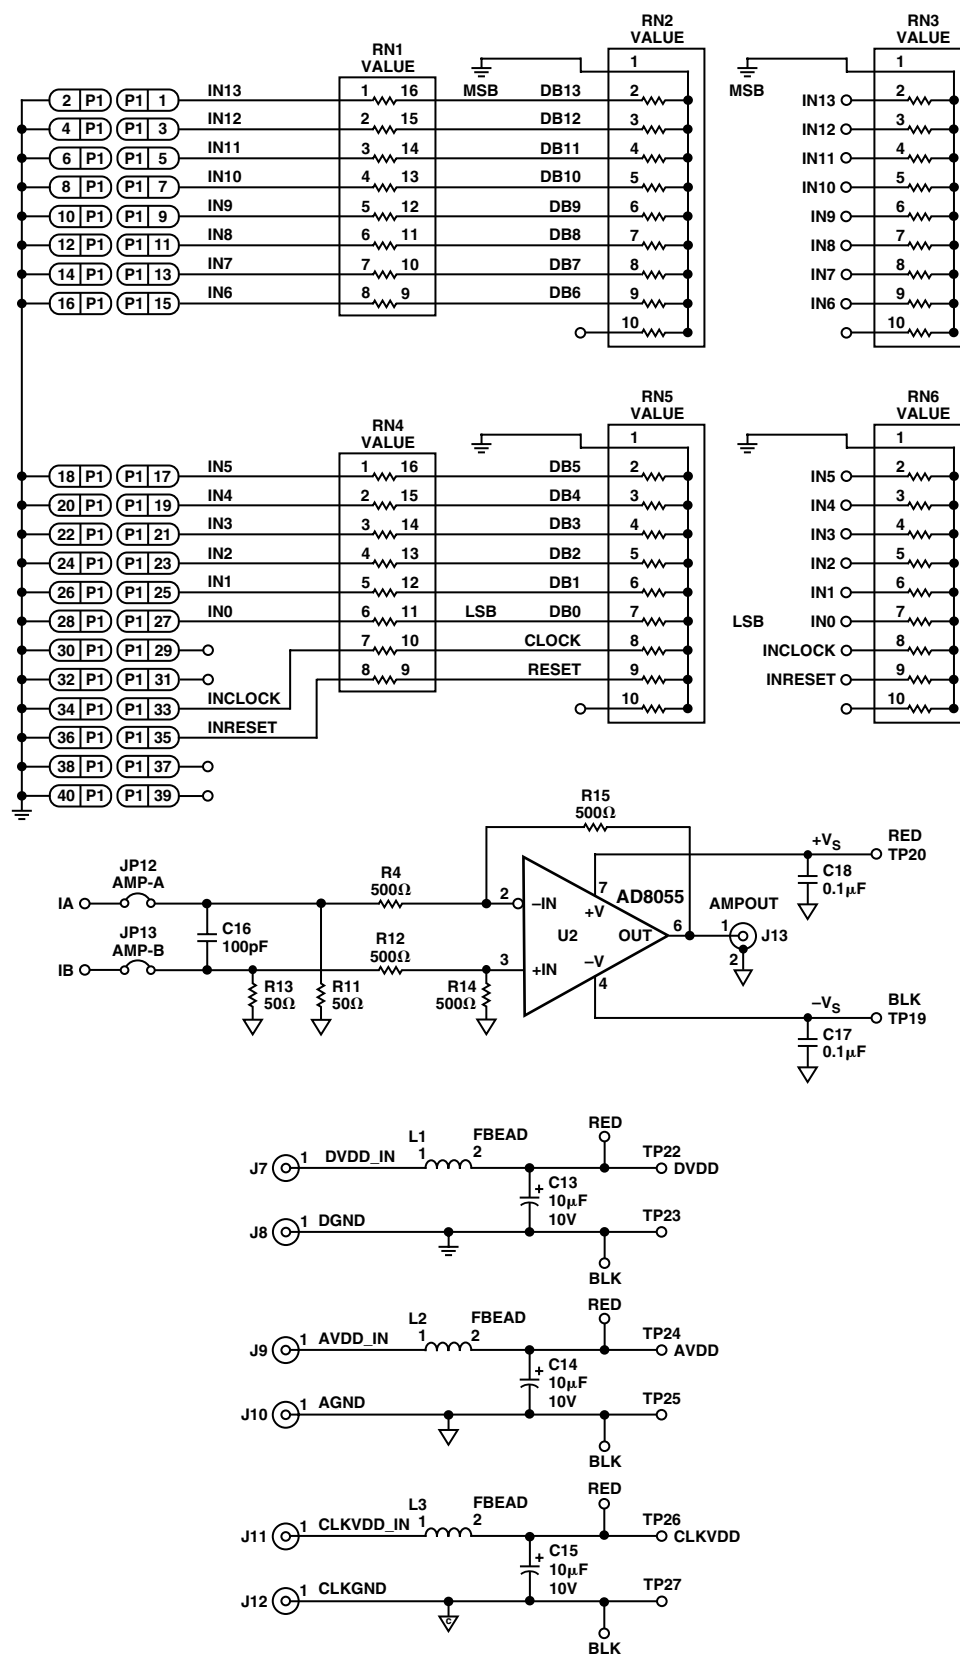 RN1
VALUE
RN2
VALUE
RN3
VALUE
1
1
2 P1 P1 1 IN13 1 16 MSB DB13 2
4 P1 P1 3 IN12 2 15 DB12 3
6 P1 P1 5 IN11 3 14 DB11 4
8 P1 P1 7 IN10 4 13 DB10 5
10 P1 P1 9 IN9 5 12 DB9 6
12 P1 P1 11 IN8 6 11 DB8 7
14 P1 P1 13 IN7 7 10 DB7 8
16 P1 P1 15 IN6 8 9 DB6 9
10
MSB IN13 2
IN12 3
IN11 4
IN10 5
IN9 6
IN8 7
IN7 8
IN6 9
10
RN4
VALUE
RN5
VALUE
RN6
VALUE
1
1
18 P1 P1 17 IN5 1 16 DB5 2
20 P1 P1 19 IN4 2 15 DB4 3
22 P1 P1 21 IN3 3 14 DB3 4
24 P1 P1 23 IN2 4 13 DB2 5
26 P1 P1 25 IN1 5 12 DB1 6
28 P1 P1 27 IN0 6 11 LSB DB0 7
30 P1 P1 29 7 10 CLOCK 8
32 P1 P1 31 8 9 RESET 9
34 P1 P1 33 INCLOCK 10
36 P1 P1 35 INRESET
38 P1 P1 37
40 P1 P1 39
IN5 2
IN4 3
IN3 4
IN2 5
IN1 6
LSB IN0 7
INCLOCK 8
INRESET 9
10
R15
500Ω
JP12
AMP-A
IA
JP13
AMP-B
IB
C16
100pF
R13
50Ω
R11
50Ω
R4
500Ω
R12
500Ω
R14
500Ω
2 –IN
3 +IN
7
+V
AD8055
U2
OUT 6
–V
4
AMPOUT
1
J13
2
+VS
RED
TP20
C18
0.1µF
–VS
BLK
TP19
C17
0.1µF
J7 1 DVDD_IN
L1
1
FBEAD
2
RED
TP22
DVDD
C13
+
10µF
10V
J8 1 DGND
TP23
BLK
J9 1 AVDD_IN
L2
1
FBEAD
2
RED
TP24
AVDD
C14
+
10µF
10V
J10 1 AGND
TP25
BLK
J11 1 CLKVDD_IN
L3
1
FBEAD
2
RED
TP26
CLKVDD
C15
+
10µF
10V
J12 1 CLKGND
C
TP27
BLK